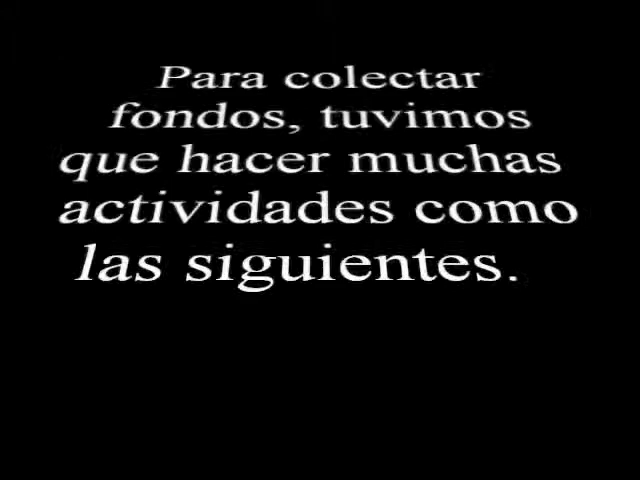 Para colectar
fondos, tuvimos
que hacer muchas
actividades como
las siguientes.